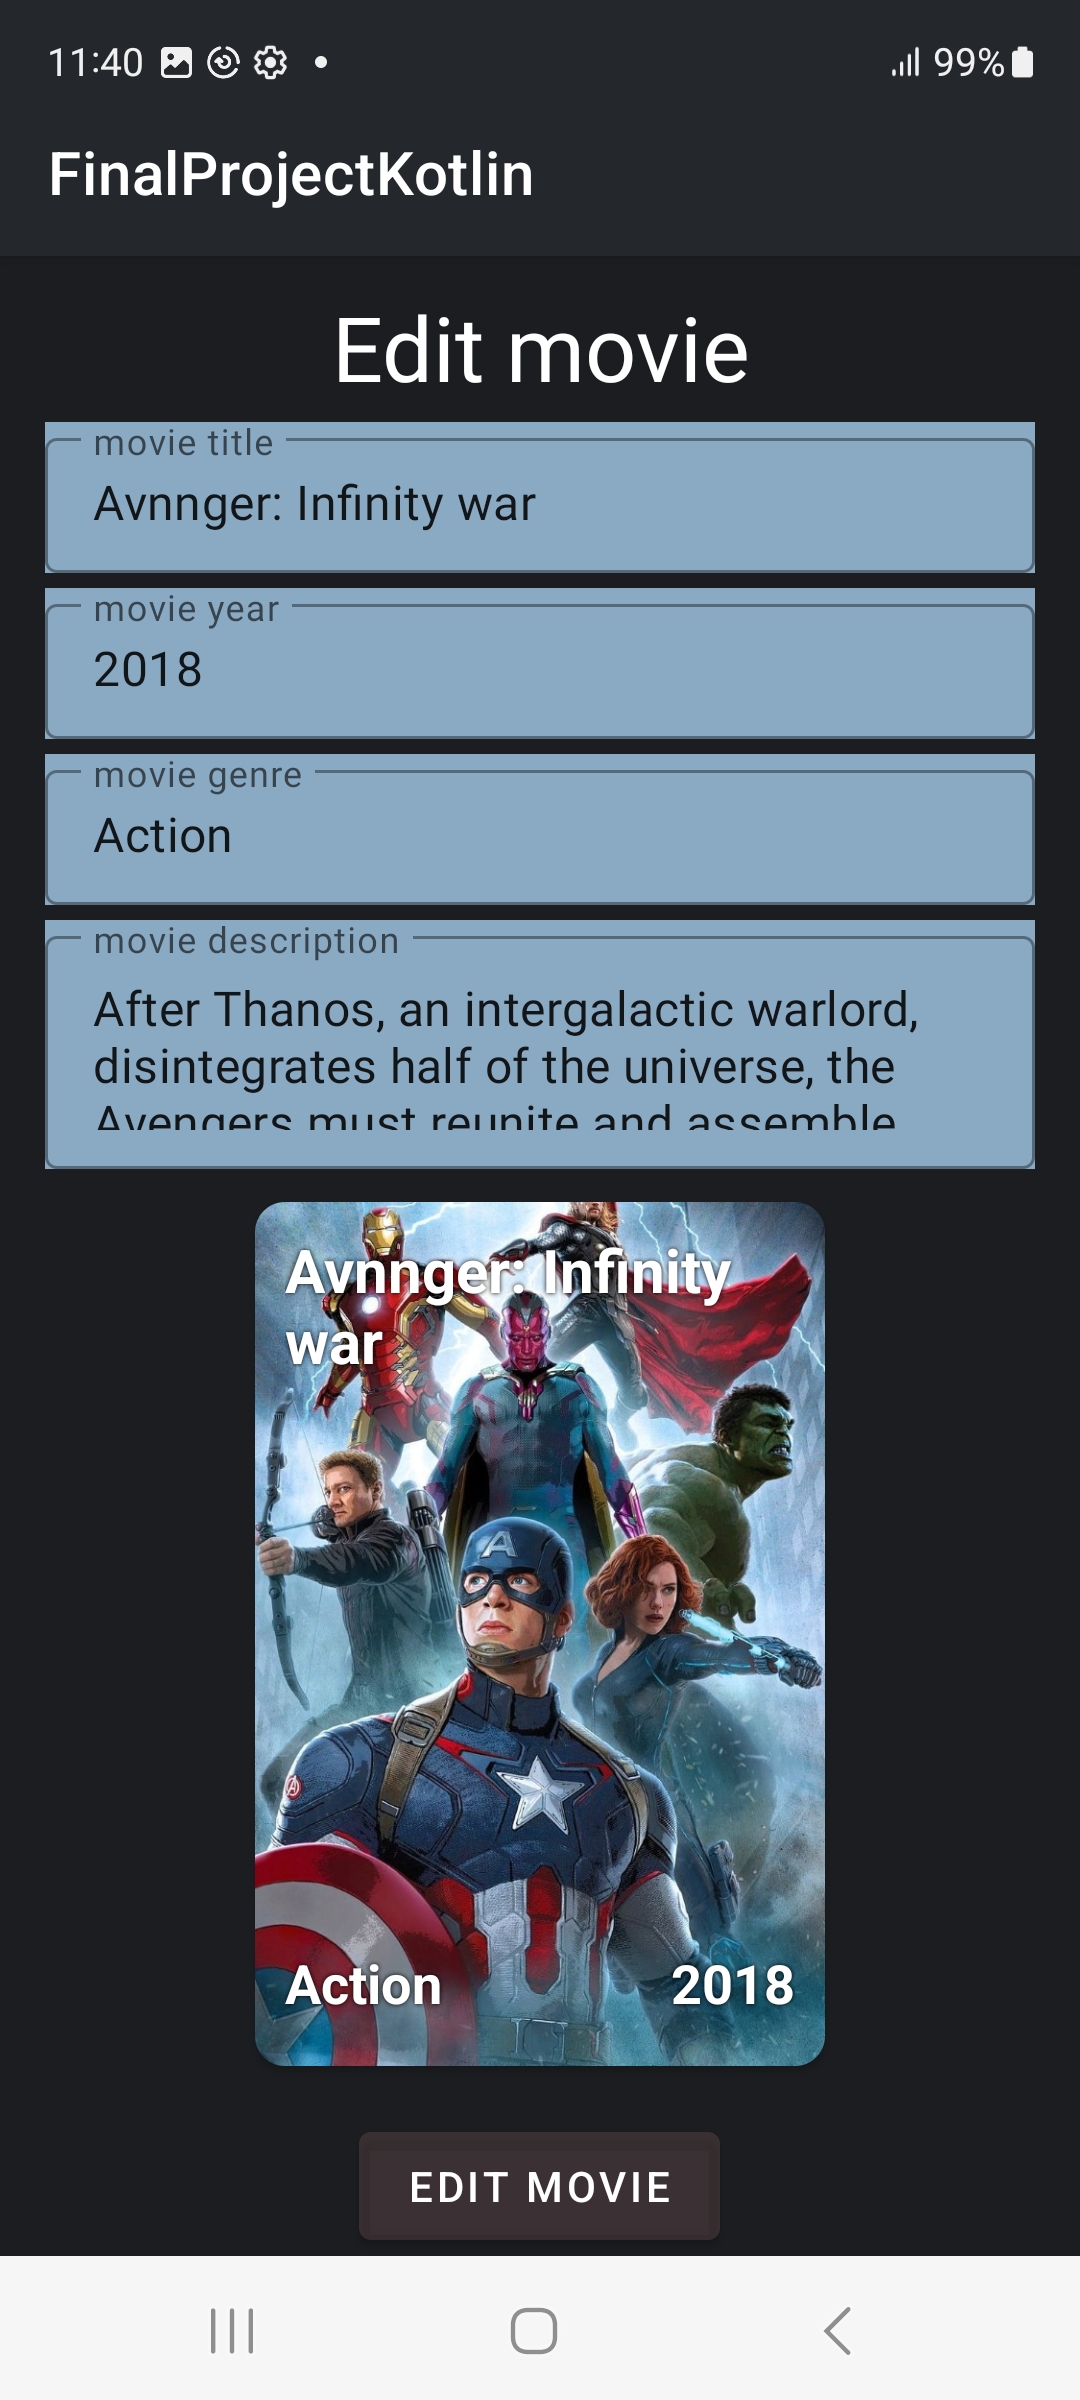 11:40
99%
FinalProjectKotlin
Edit movie
movie title
Avnnger: Infinity war
movie year
2018
movie genre
Action
movie description
After Thanos, an intergalactic warlord,
disintegrates half of the universe, the
Avengers must reunite and assemble
Avnnger: Infinity
war
A
Action
2018
EDIT MOVIE